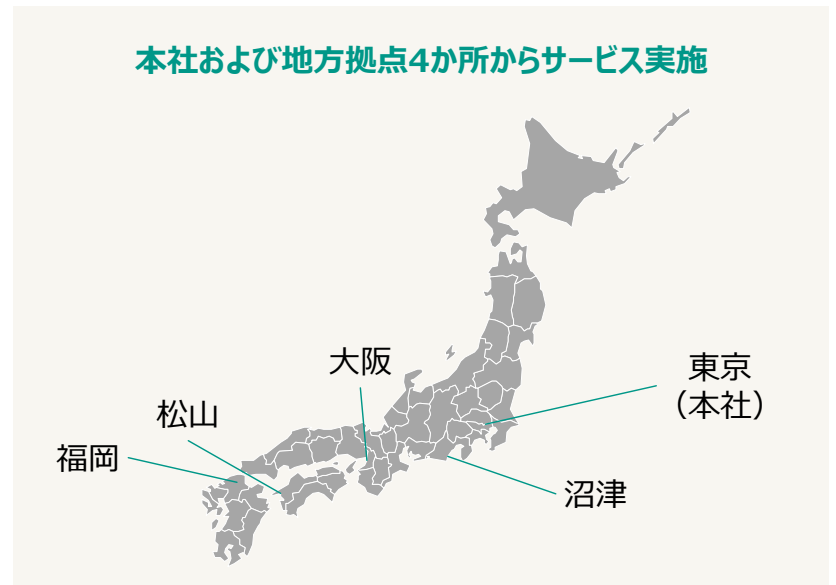 本社および地方拠点4か所からサービス実施
大阪
東京
（本社）
松山
福岡
沼津